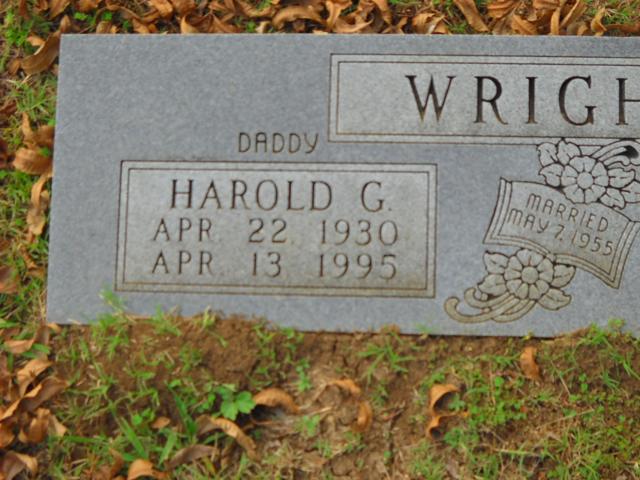 WRIGH
DADDY
HAROLD G.
APR 22 1930
APR 13 1995
MARRIED
MAY 7, 1955